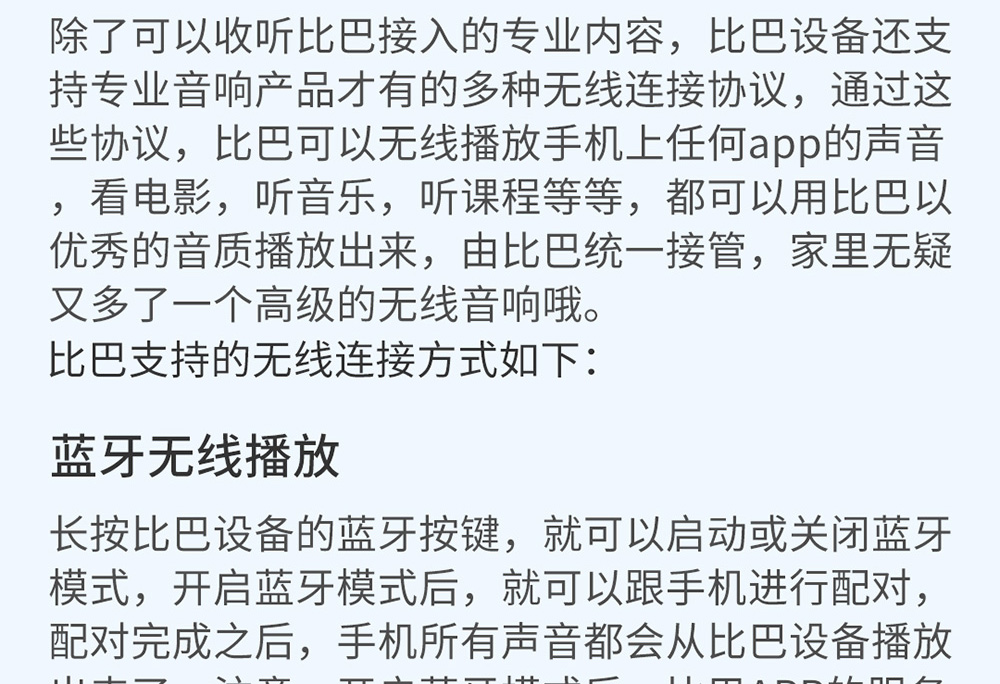 除了可以收听比巴接入的专业内容，比巴设备还支
持专业音响产品才有的多种无线连接协议，通过这
些协议，比巴可以无线播放手机上任何app的声音
，看电影，听音乐，听课程等等，都可以用比巴以
优秀的音质播放出来，由比巴统一接管，家里无疑
又多了一个高级的无线音响哦。
比巴支持的无线连接方式如下：
蓝牙无线播放
长按比巴设备的蓝牙按键，就可以启动或关闭蓝牙
模式，开启蓝牙模式后，就可以跟手机进行配对，
配对完成之后，手机所有声音都会从比巴设备播放